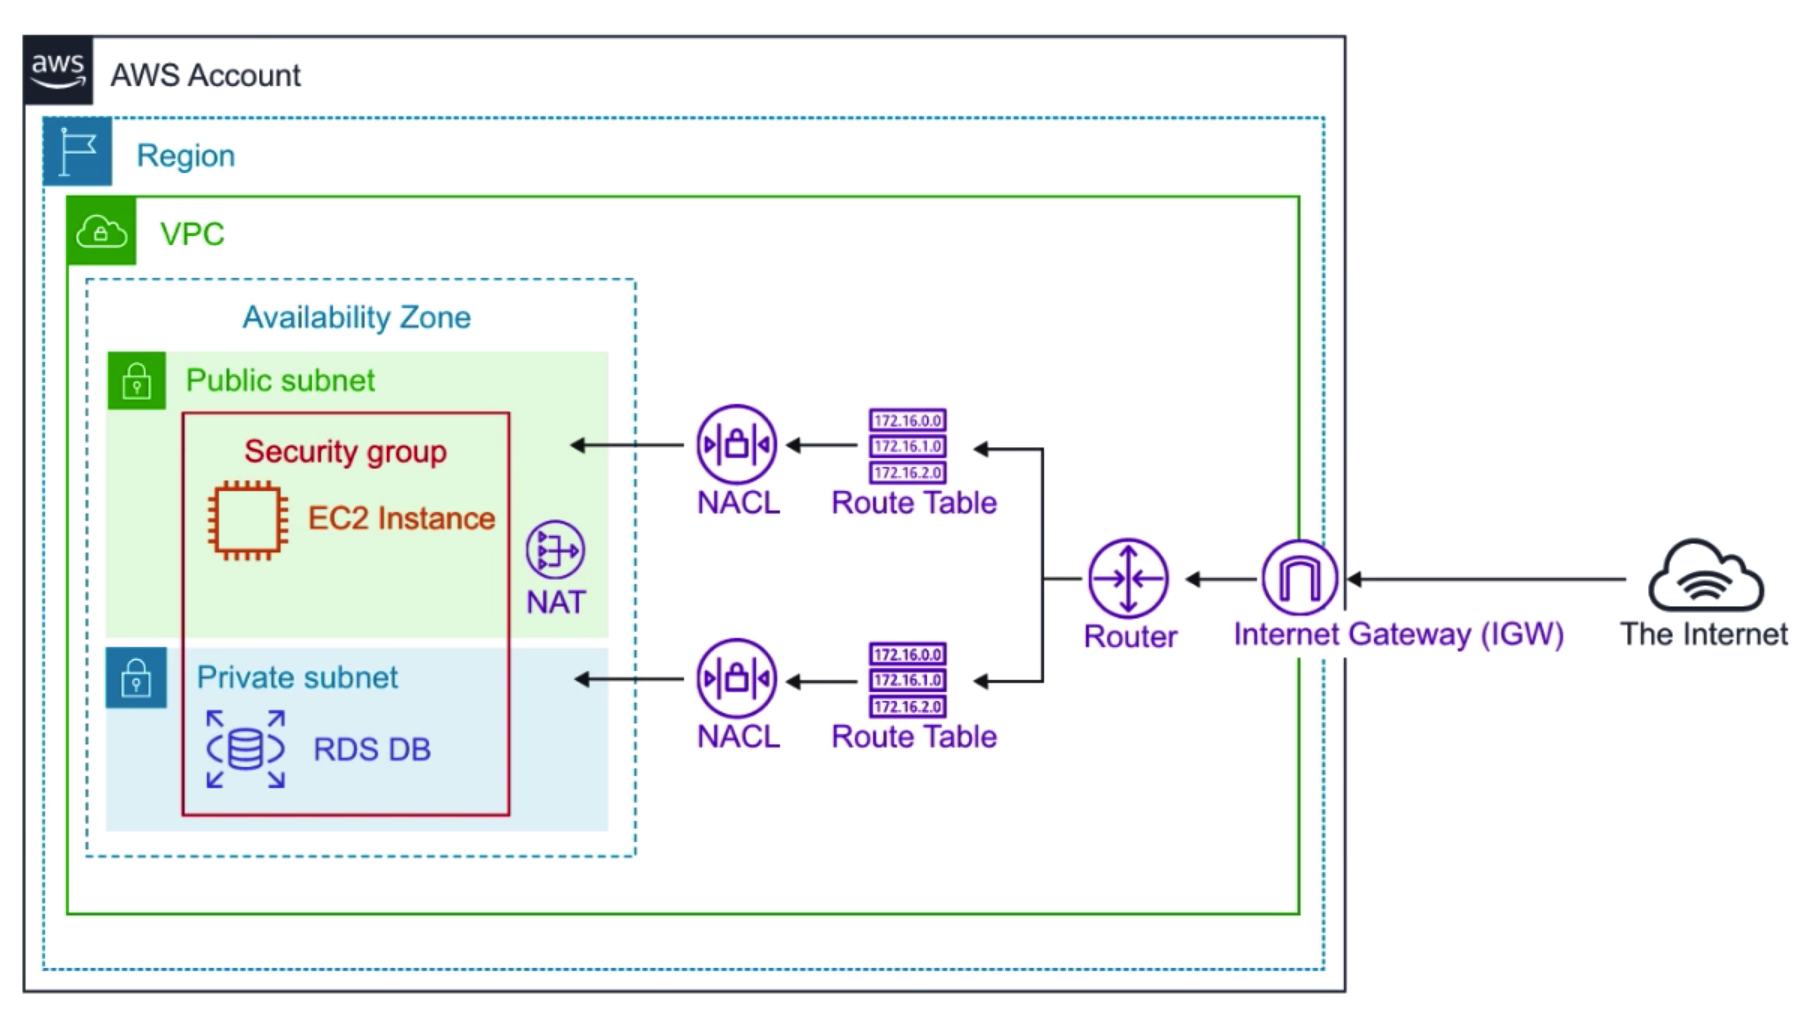 aws
AWS Account
Region
VPC
Availability Zone
Public subnet
Security group
EC2 Instance
NAT
Private subnet
RDS DB
NACL
172.16.0.0
172.16.1.0
172.16.2.0
Route Table
NACL
172.16.0.0
172.16.1.0
172.16.2.0
Route Table
Router
Internet Gateway (IGW)
The Internet